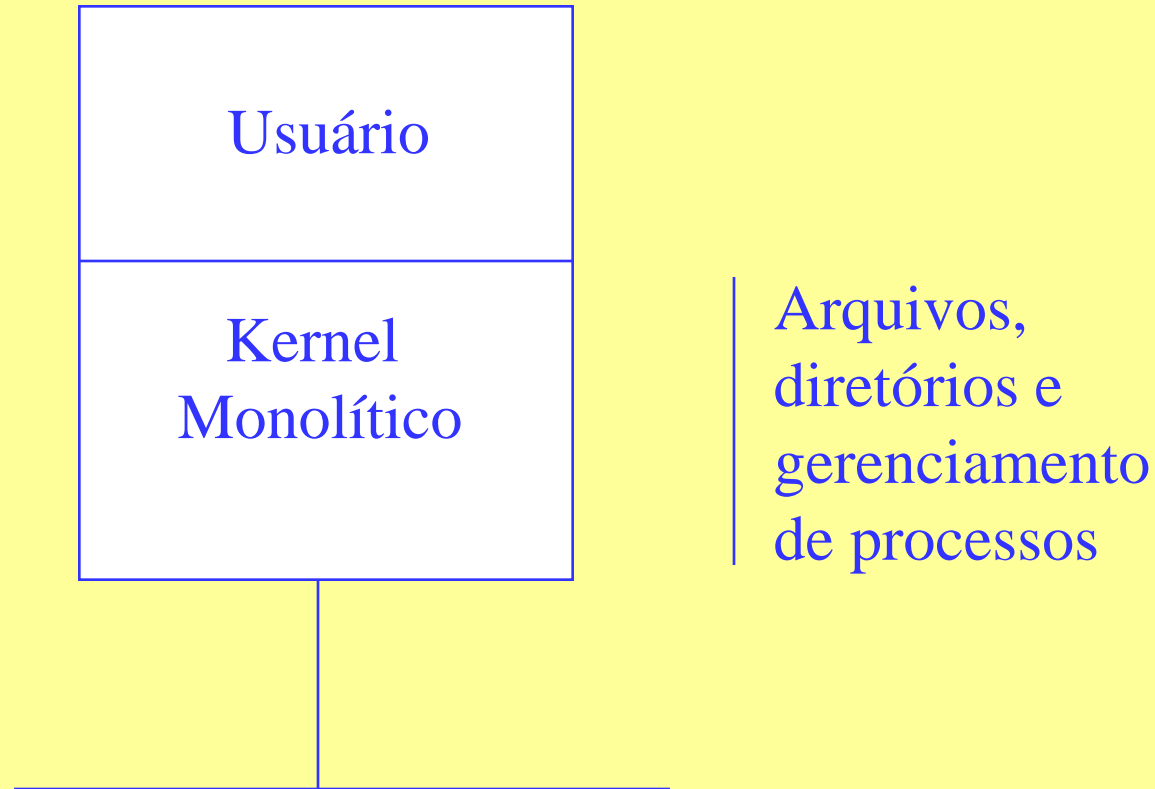 Usuário
Kernel
Monolítico
Arquivos,
diretórios e
gerenciamento
de processos